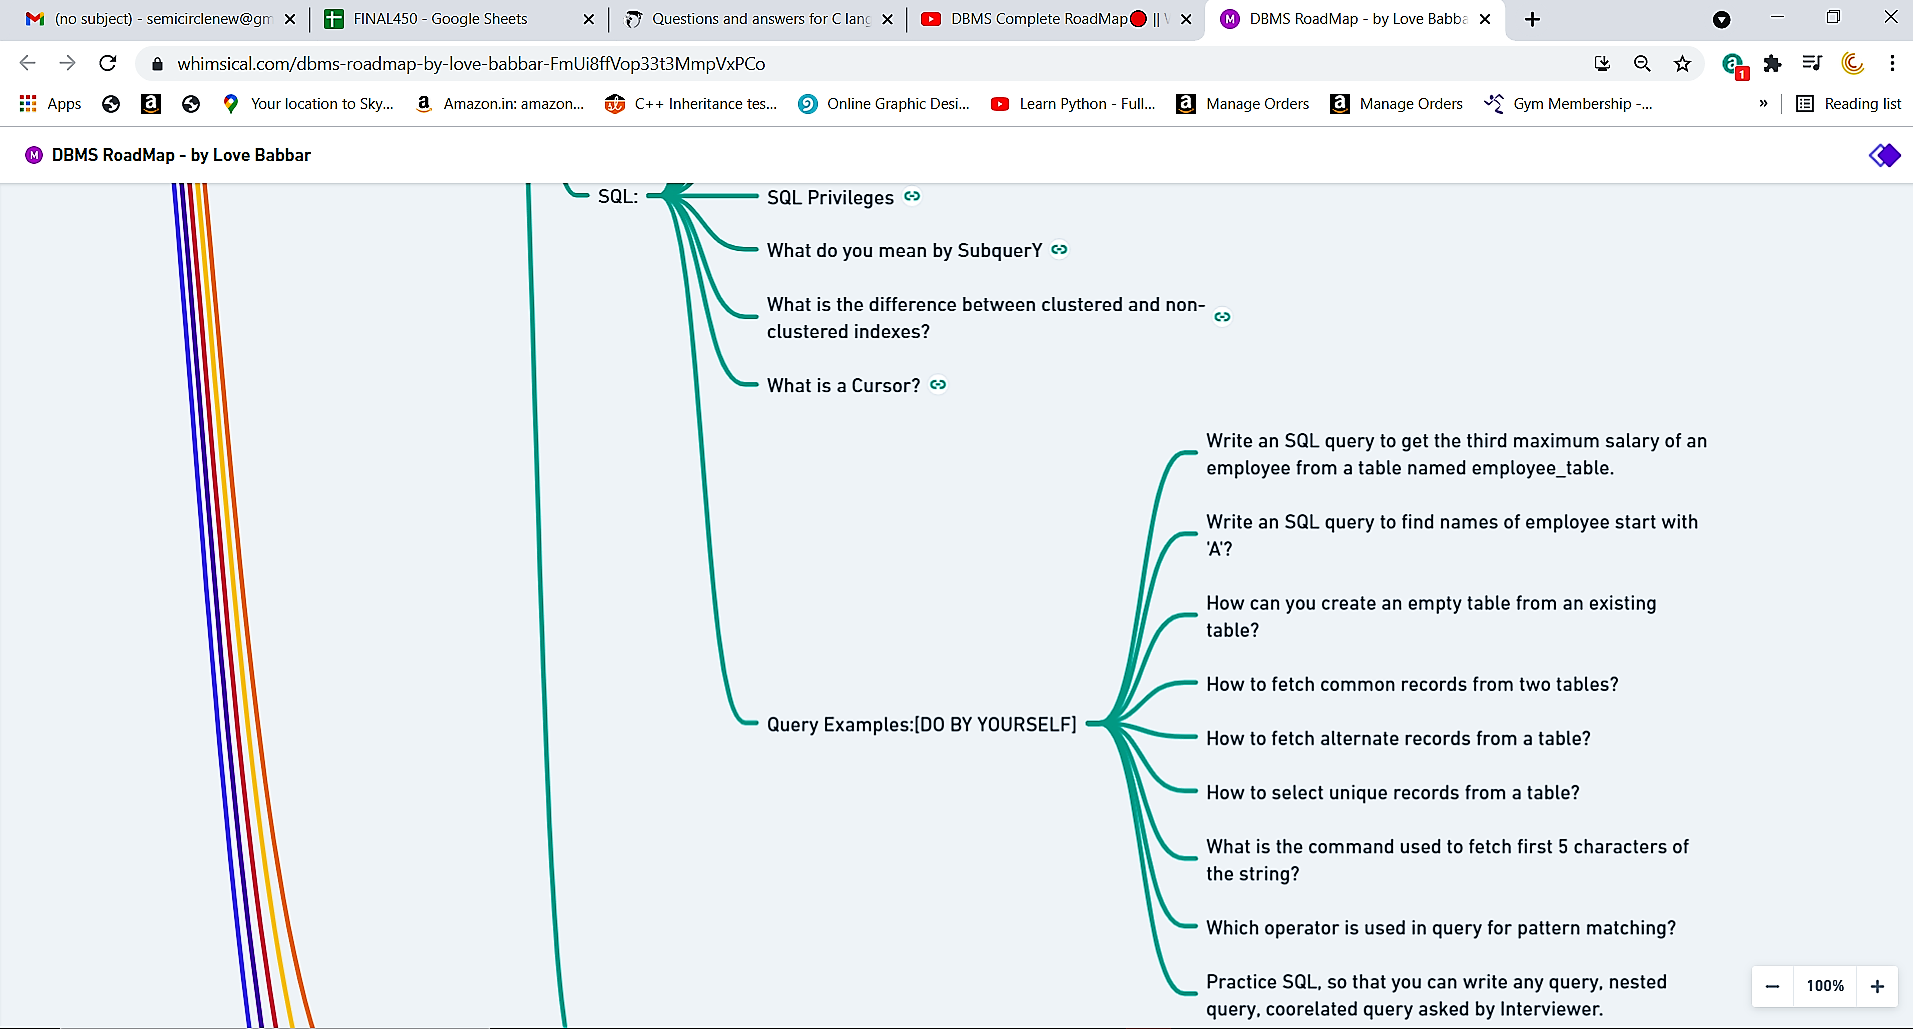 (no subject) - semicirclenew@gm
FINAL450 - Google Sheets
Questions and answers for C lang
DBMS Complete RoadMap🔴 ||
DBMS RoadMap - by Love Babba
whimsical.com/dbms-roadmap-by-love-babbar-FmUi8ffVop33t3MmpVxPCo
1
Apps
Your location to Sky...
Amazon.in: amazon...
C++ Inheritance tes...
Online Graphic Desi...
Learn Python - Full...
Manage Orders
Manage Orders
Gym Membership -...
»
Reading list
DBMS RoadMap - by Love Babbar
SQL:
SQL Privileges
What do you mean by SubquerY
What is the difference between clustered and non-
clustered indexes?
What is a Cursor?
Query Examples:[DO BY YOURSELF]
Write an SQL query to get the third maximum salary of an
employee from a table named employee_table.
Write an SQL query to find names of employee start with
'A'?
How can you create an empty table from an existing
table?
How to fetch common records from two tables?
How to fetch alternate records from a table?
How to select unique records from a table?
What is the command used to fetch first 5 characters of
the string?
Which operator is used in query for pattern matching?
Practice SQL, so that you can write any query, nested
query, coorelated query asked by Interviewer.
100%